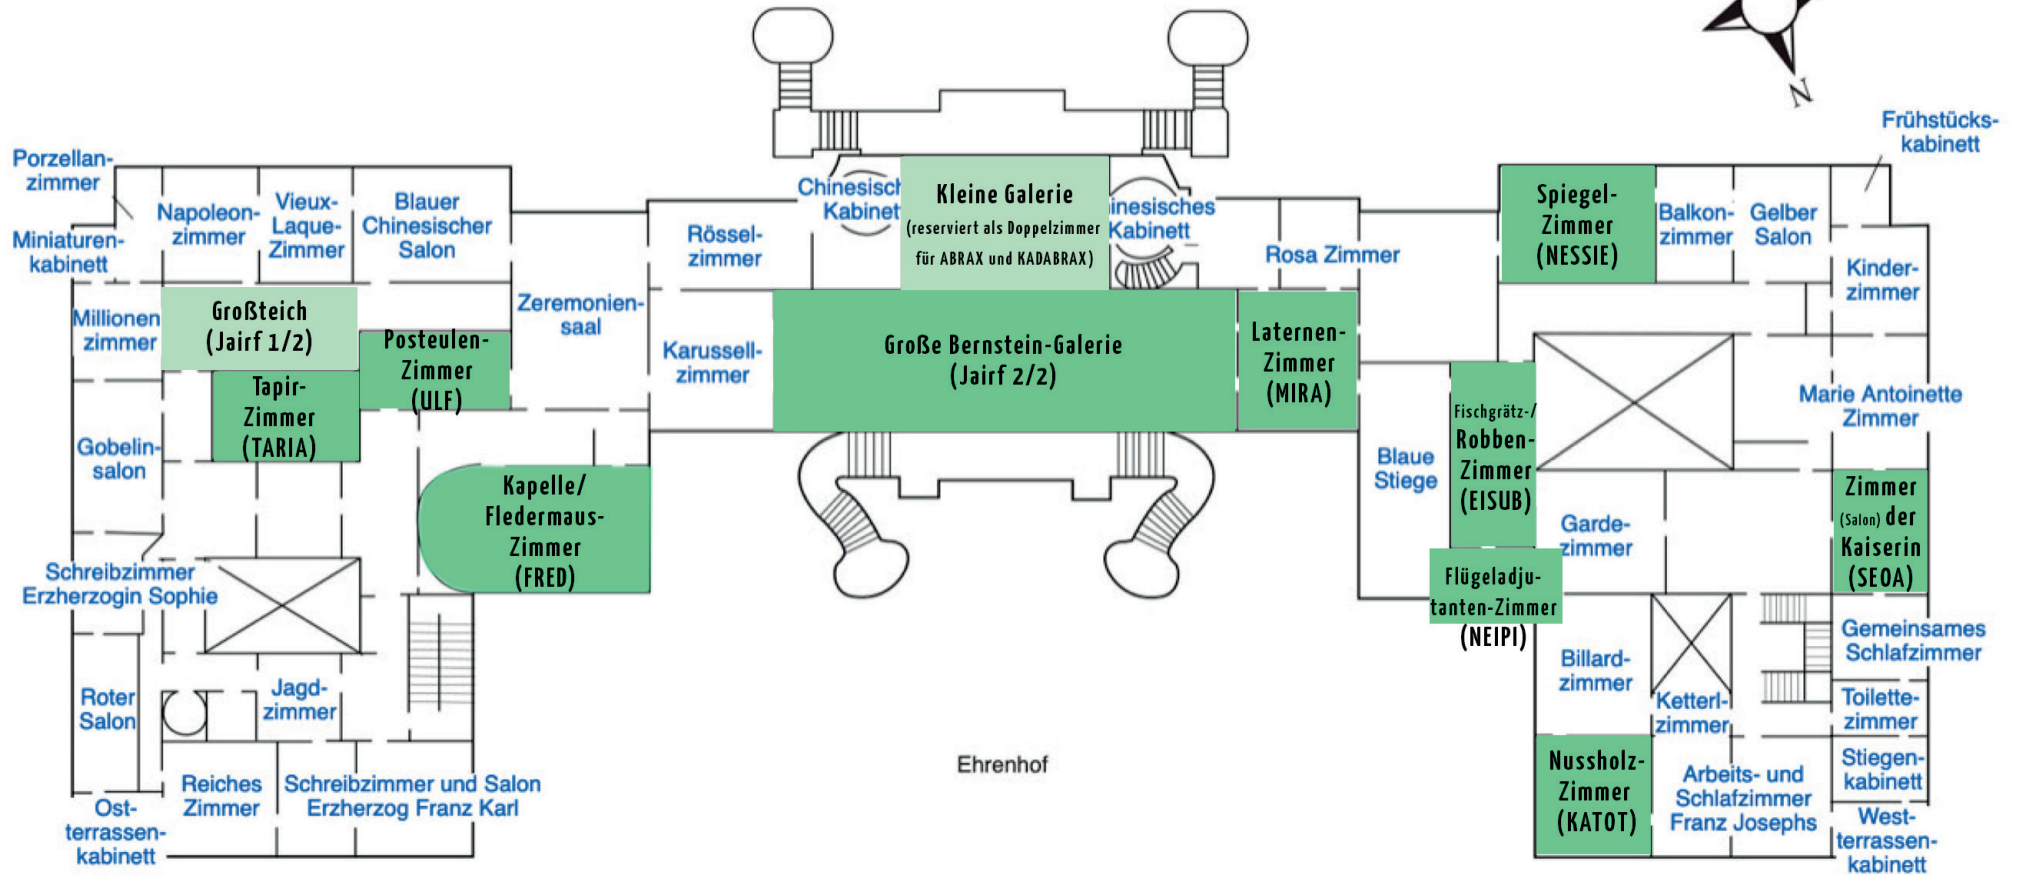 N
Frühstücks-
kabinett
Porzellan-
zimmer
Miniaturen-
kabinett
Napoleon-
zimmer
Vieux-
Laque-
Zimmer
Blauer
Chinesischer
Salon
Millionen
zimmer
Großteich
(Jairf 1/2)
Posteulen-
Zimmer
(ULF)
Tapir-
Zimmer
(TARIA)
Gobelin-
salon
Zeremonien-
saal
Kapelle/
Fledermaus-
Zimmer
(FRED)
Schreibzimmer
Erzherzogin Sophie
Roter
Salon
Jagd-
zimmer
Reiches
Zimmer
Schreibzimmer und Salon
Erzherzog Franz Karl
Ost-
terrassen-
kabinett
Rössel-
zimmer
Karussell-
zimmer
Chinesisch
Kabinet
Kleine Galerie
(reserviert als Doppelzimmer
für ABRAX und KADABRAX)
inesisches
Kabinett
Rosa Zimmer
Große Bernstein-Galerie
(Jairf 2/2)
Laternen-
Zimmer
(MIRA)
Ehrenhof
Spiegel-
Zimmer
(NESSIE)
Balkon-
zimmer
Gelber
Salon
Kinder-
zimmer
Marie Antoinette
Zimmer
Blaue
Stiege
Fischgrätz-/
Robben-
Zimmer
(EISUB)
Garde-
zimmer
Zimmer
(Salon) der
Kaiserin
(SEOA)
Flügeladju-
tanten-Zimmer
(NEIPI)
Billard-
zimmer
Ketterl-
zimmer
Gemeinsames
Schlafzimmer
Toilette-
zimmer
Nussholz-
Zimmer
(KATOT)
Arbeits- und
Schlafzimmer
Franz Josephs
Stiegen-
kabinett
West-
terrassen-
kabinett